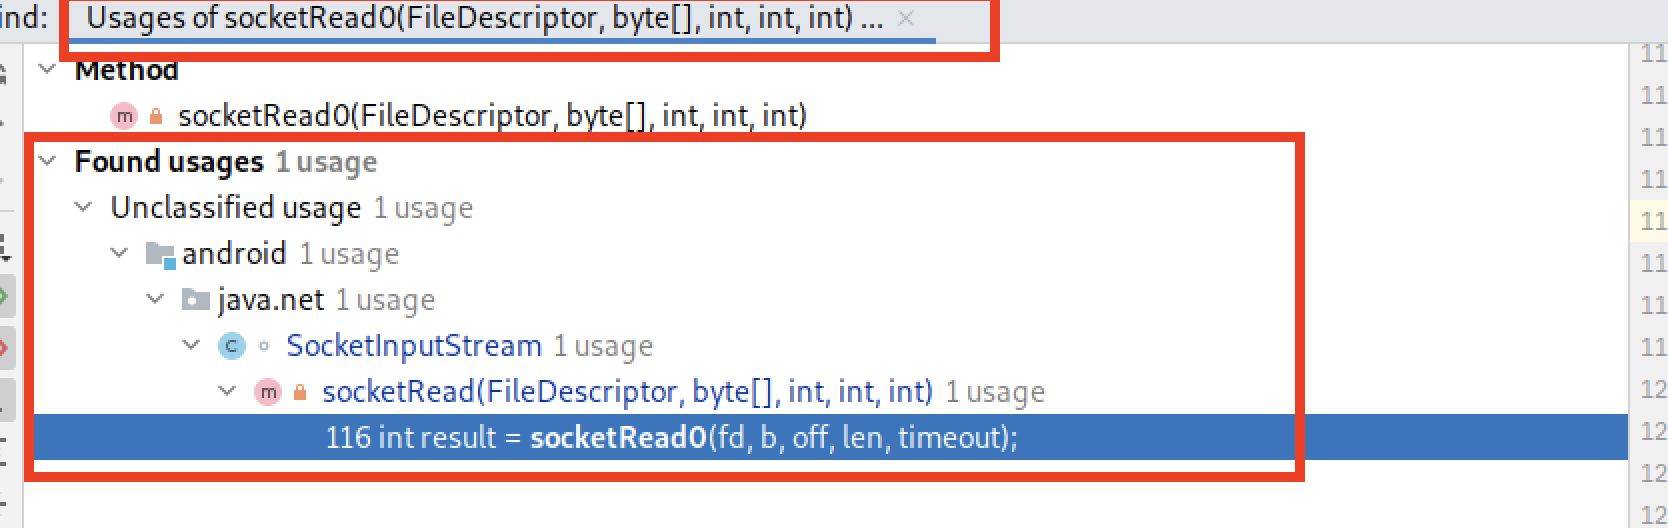 ind:
Usages of socketRead0(FileDescriptor, byte[], int, int, int) ...
Method
m socketRead0(FileDescriptor, byte[], int, int, int)
Found usages 1 usage
Unclassified usage 1 usage
android 1 usage
java.net 1 usage
C SocketInputStream 1 usage
m socketRead(FileDescriptor, byte[], int, int, int) 1 usage
116 int result = socketRead0(fd, b, off, len, timeout);
11
11
11
11
11
11
11
11
12
12
12
12